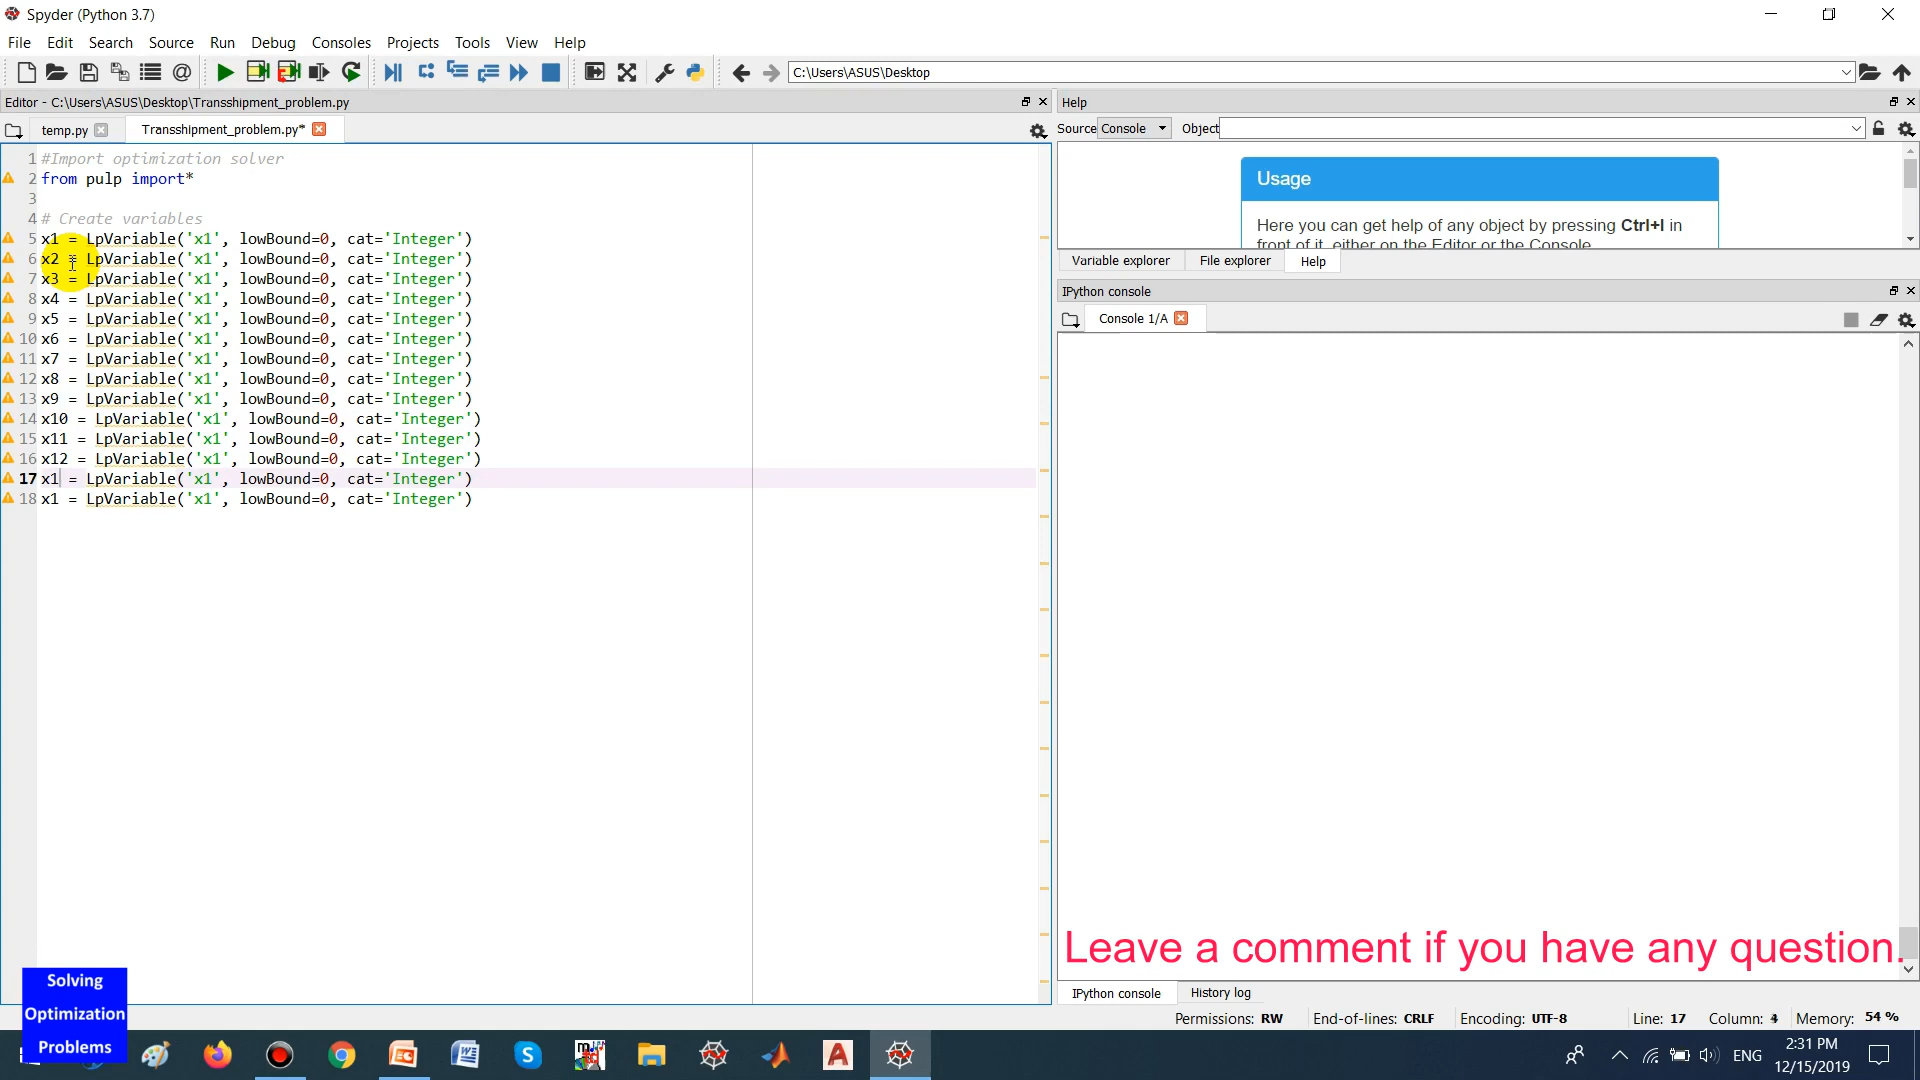 Spyder (Python 3.7)
File Edit Search Source Run Debug Consoles Projects Tools View Help
C:\Users\ASUS\Desktop
Editor - C:\Users\ASUS\Desktop\Transshipment_problem.py
temp.py Transshipment_problem.py*
1 #Import optimization solver
2 from pulp import*
3
4 # Create variables
5 x1 = LpVariable('x1', lowBound=0, cat='Integer')
6 x2 = LpVariable('x1', lowBound=0, cat='Integer')
7 x3 = LpVariable('x1', lowBound=0, cat='Integer')
8 x4 = LpVariable('x1', lowBound=0, cat='Integer')
9 x5 = LpVariable('x1', lowBound=0, cat='Integer')
10 x6 = LpVariable('x1', lowBound=0, cat='Integer')
11 x7 = LpVariable('x1', lowBound=0, cat='Integer')
12 x8 = LpVariable('x1', lowBound=0, cat='Integer')
13 x9 = LpVariable('x1', lowBound=0, cat='Integer')
14 x10 = LpVariable('x1', lowBound=0, cat='Integer')
15 x11 = LpVariable('x1', lowBound=0, cat='Integer')
16 x12 = LpVariable('x1', lowBound=0, cat='Integer')
17 x1 = LpVariable('x1', lowBound=0, cat='Integer')
18 x1 = LpVariable('x1', lowBound=0, cat='Integer')
Help
Source Console Object
Usage
Here you can get help of any object by pressing Ctrl+I in
front of it, either on the Editor or the Console.
Variable explorer File explorer Help
IPython console
Console 1/A
Leave a comment if you have any question.
IPython console History log
Permissions: RW End-of-lines: CRLF Encoding: UTF-8 Line: 17 Column: 4 Memory: 54 %
Solving
Optimization
Problems
ENG
2:31 PM
12/15/2019